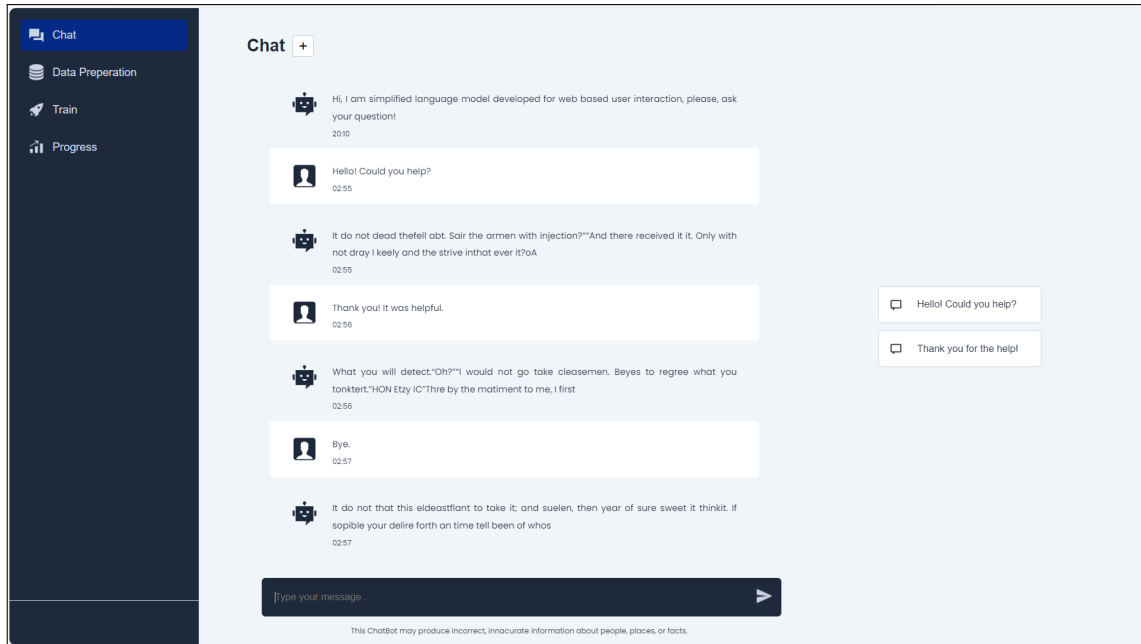 Chat
Data Preperation
Train
Progress
Chat +
Hi, I am simplified language model developed for web based user interaction, please, ask
your question!
20:10
Hello! Could you help?
02:55
It do not dead thefell abt. Sair the armen with injection?""And there received it it. Only with
not dray I keely and the strive inthat ever it?oA
02:55
Thank you! It was helpful.
02:56
What you will detect."Oh?""I would not go take cleasemen. Beyes to regree what you
tonktert."HON Etzy IC"Thre by the matiment to me, I first
02:56
Bye.
02:57
It do not that this eldeastflant to take it; and suelen, then year of sure sweet it thinkit. If
sopible your delire forth an time tell been of whos
02:57
Hello! Could you help?
Thank you for the help!
Type your message...
This ChatBot may produce incorrect, innacurate information about people, places, or facts.